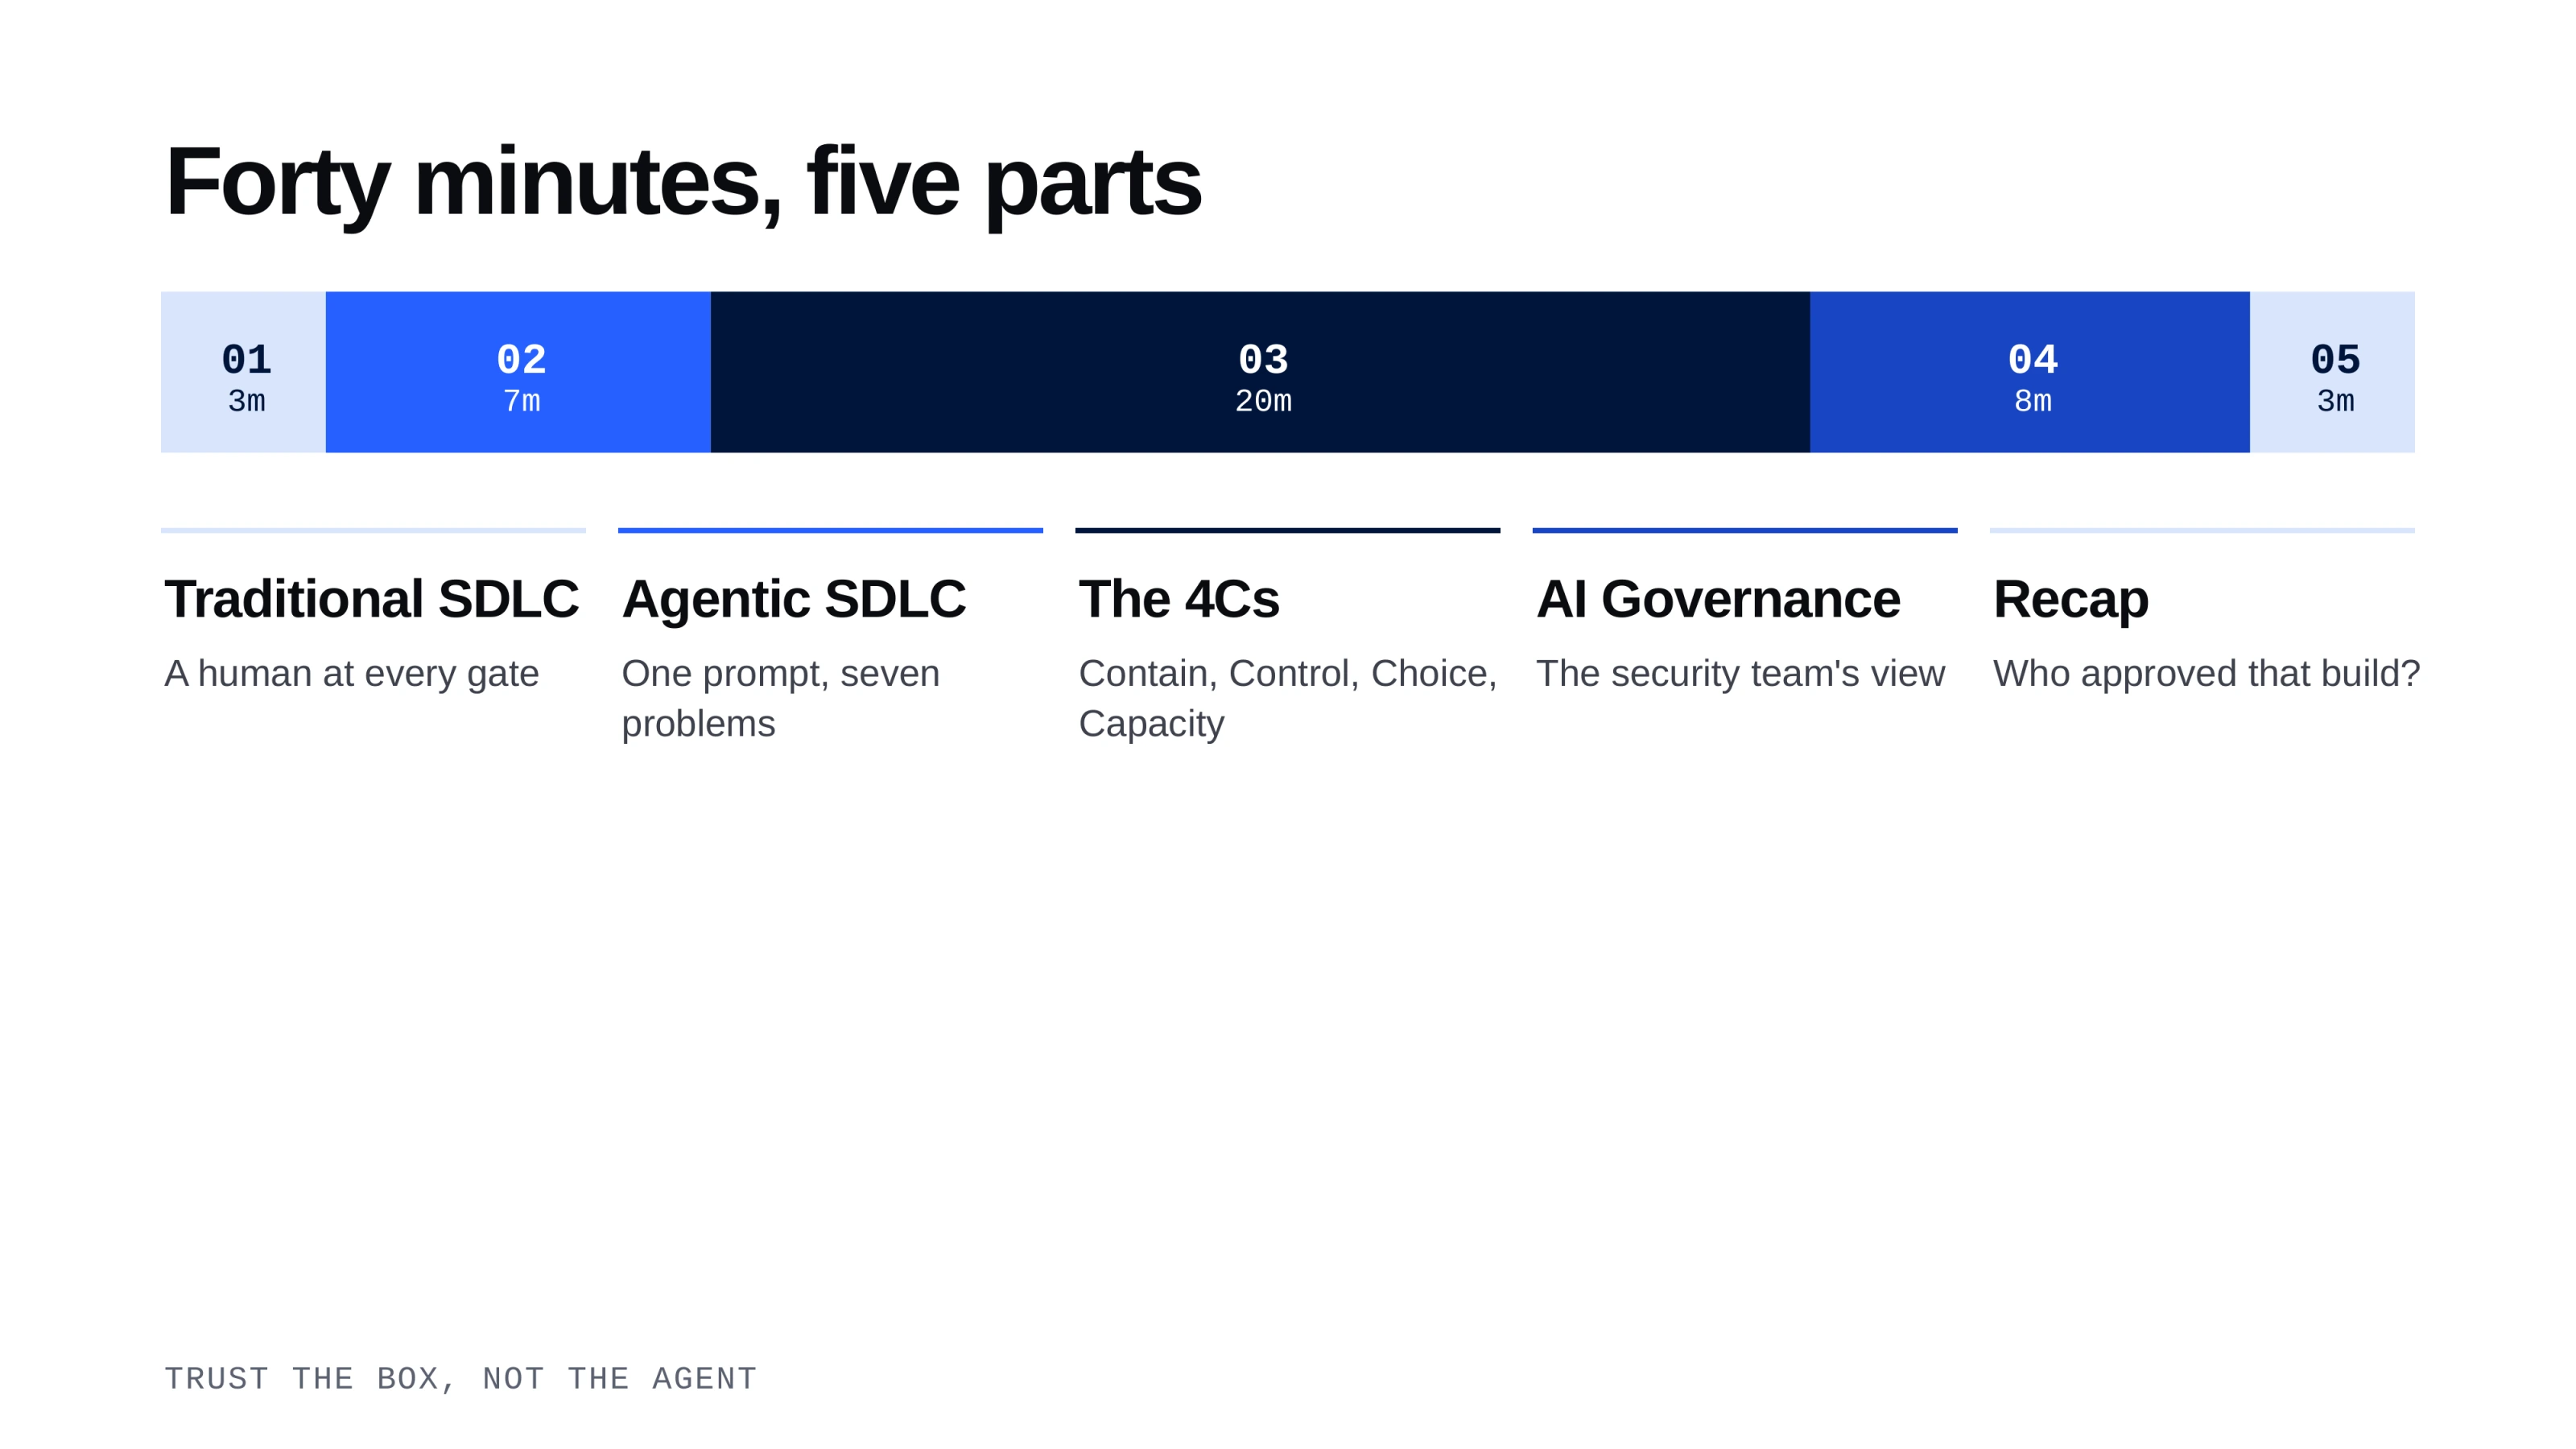 Forty minutes, five parts
01
3m
02
7m
03
20m
04
8m
05
3m
Traditional SDLC
A human at every gate
Agentic SDLC
One prompt, seven
problems
The 4Cs
Contain, Control, Choice,
Capacity
AI Governance
The security team's view
Recap
Who approved that build?
TRUST THE BOX, NOT THE AGENT